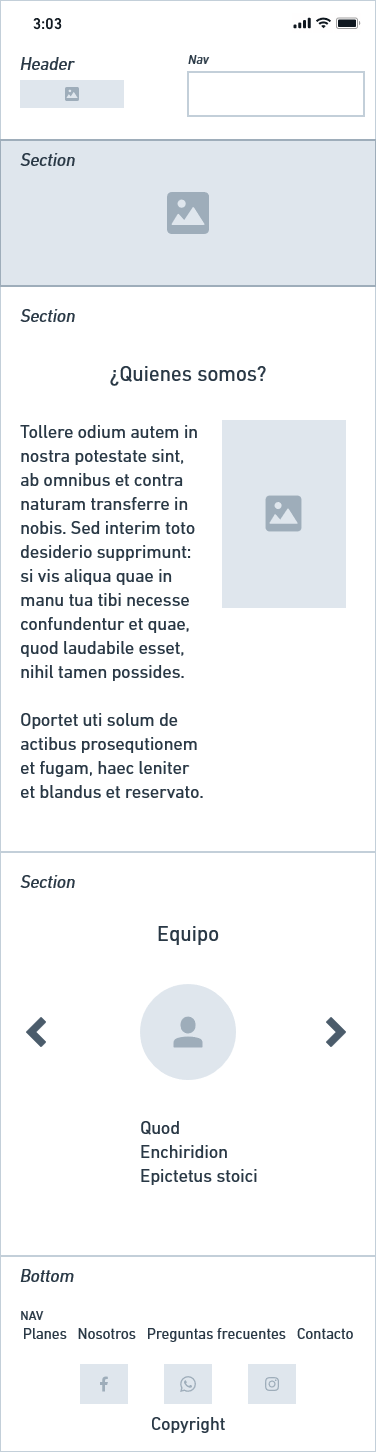 3:03
Header
Nav
Section
Section
¿Quienes somos?
Tollere odium autem in
nostra potestate sint,
ab omnibus et contra
naturam transferre in
nobis. Sed interim toto
desiderio supprimunt:
si vis aliqua quae in
manu tua tibi necesse
confundentur et quae,
quod laudabile esset,
nihil tamen possides.
Oportet uti solum de
actibus prosequtionem
et fugam, haec leniter
et blandus et reservato.
Section
Equipo
Quod
Enchiridion
Epictetus stoici
Bottom
NAV
Planes Nosotros Preguntas frecuentes Contacto
Copyright